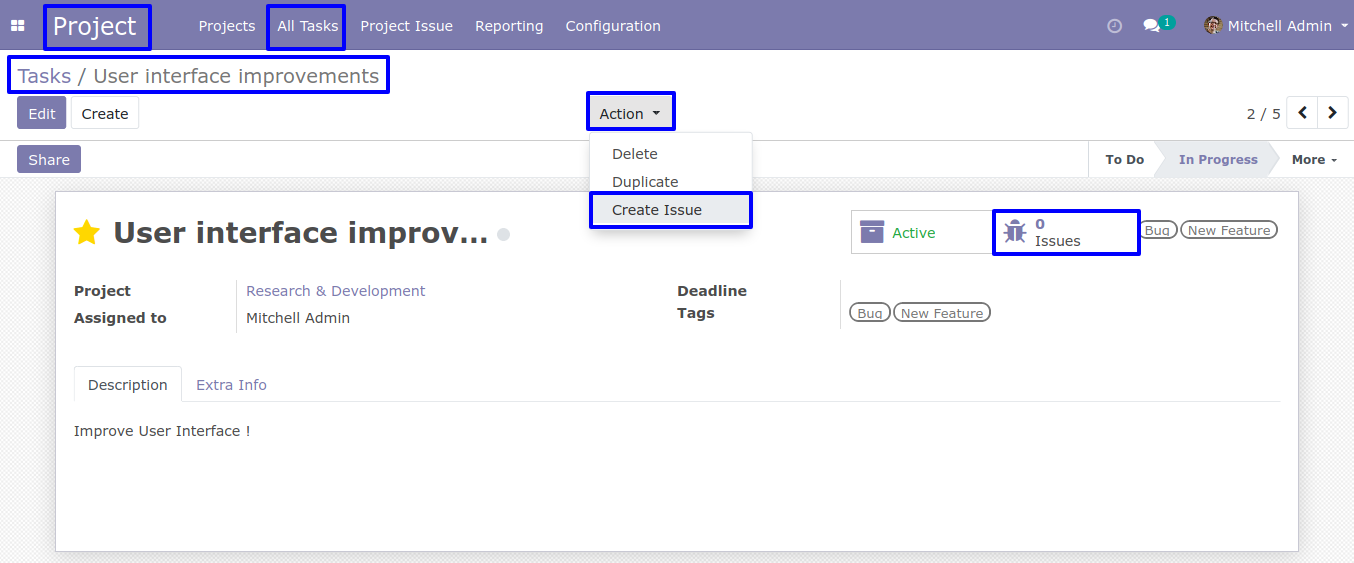 Project Projects All Tasks Project Issue Reporting Configuration 1 Mitchell Admin
Tasks / User interface improvements
Edit Create Action 2 / 5
Share Delete To Do In Progress More
Duplicate
Create Issue
User interface improv... Active 0 Issues Bug New Feature
Project Research & Development Deadline
Assigned to Mitchell Admin Tags Bug New Feature
Description Extra Info
Improve User Interface !